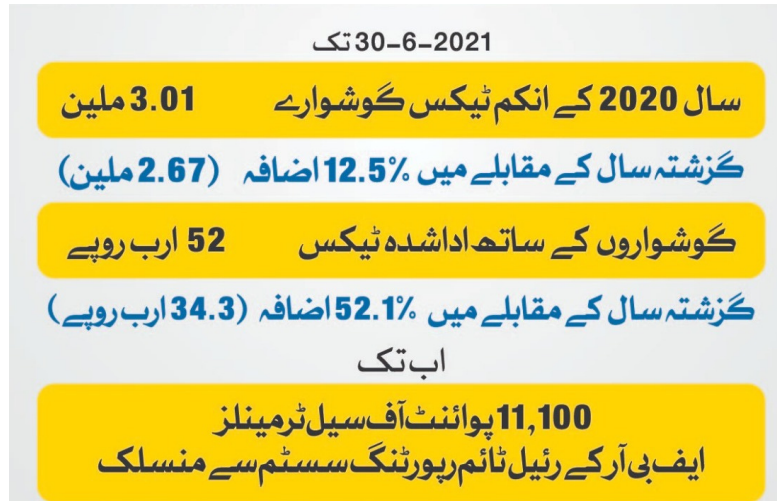 30-6-2021 تک
سال 2020 کے انکم ٹیکس گوشوارے 3.01 ملین
گزشتہ سال کے مقابلے میں %12.5 اضافہ (2.67 ملین)
گوشواروں کے ساتھ ادا شدہ ٹیکس 52 ارب روپے
گزشتہ سال کے مقابلے میں %52.1 اضافہ (34.3 ارب روپے)
اب تک
11,100 پوائنٹ آف سیل ٹرمینلز
ایف بی آر کے رئیل ٹائم رپورٹنگ سسٹم سے منسلک